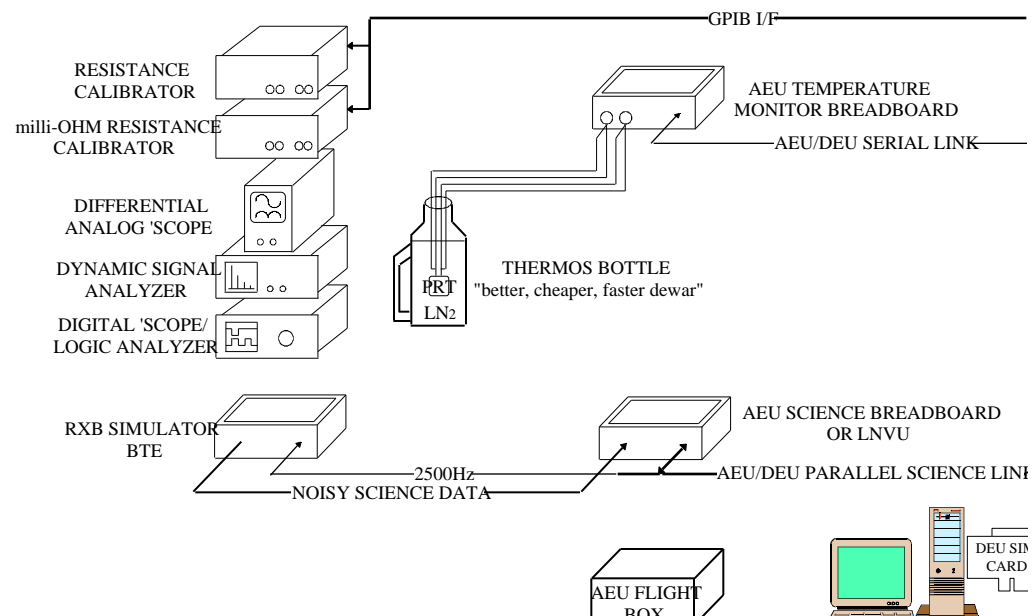 GPIB I/F
RESISTANCE
CALIBRATOR
AEU TEMPERATURE
MONITOR BREADBOARD
milli-OHM RESISTANCE
CALIBRATOR
AEU/DEU SERIAL LINK
DIFFERENTIAL
ANALOG 'SCOPE
DYNAMIC SIGNAL
ANALYZER
THERMOS BOTTLE
"better, cheaper, faster dewar"
PRT
LN2
DIGITAL 'SCOPE/
LOGIC ANALYZER
RXB SIMULATOR
BTE
AEU SCIENCE BREADBOARD
OR LNVU
2500Hz
AEU/DEU PARALLEL SCIENCE LINK
NOISY SCIENCE DATA
DEU SIM
CARD
AEU FLIGHT
BOX